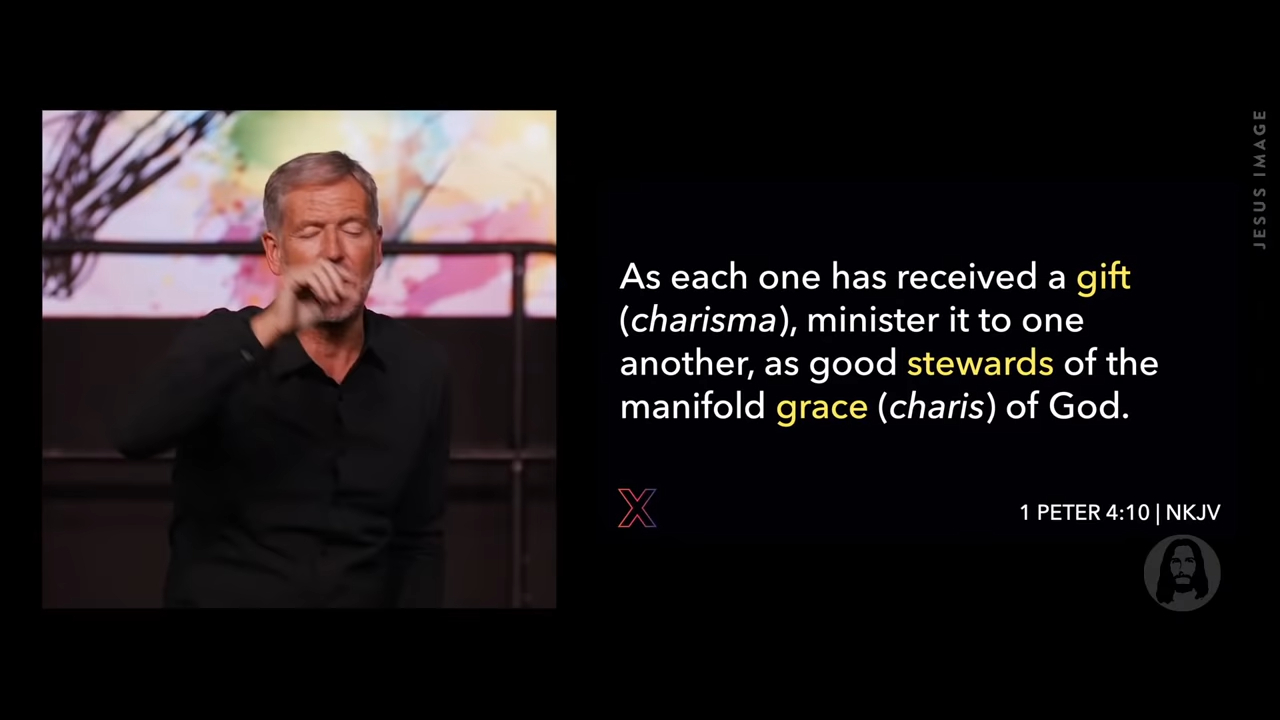 As each one has received a gift
(charisma), minister it to one
another, as good stewards of the
manifold grace (charis) of God.
X
1 PETER 4:10 | NKJV
JESUS IMAGE